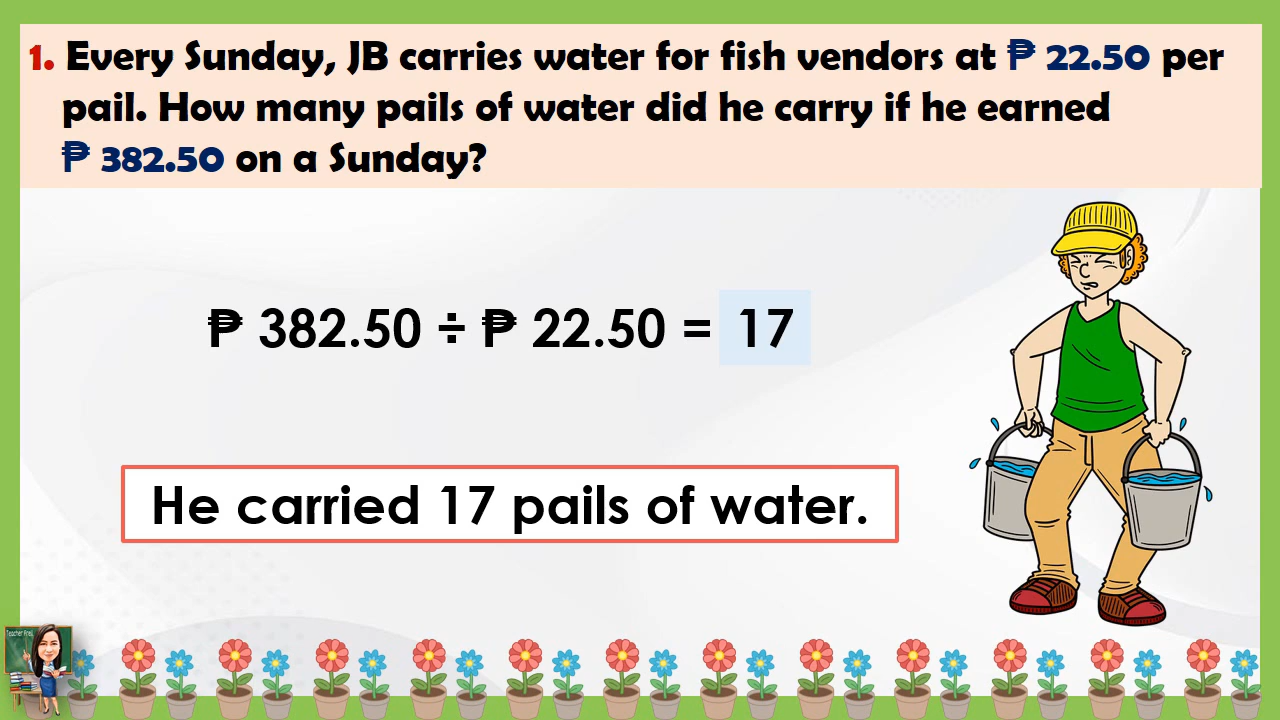 1. Every Sunday, JB carries water for fish vendors at ₱ 22.50 per
pail. How many pails of water did he carry if he earned
₱ 382.50 on a Sunday?
₱ 382.50 ÷ ₱ 22.50 = 17
He carried 17 pails of water.